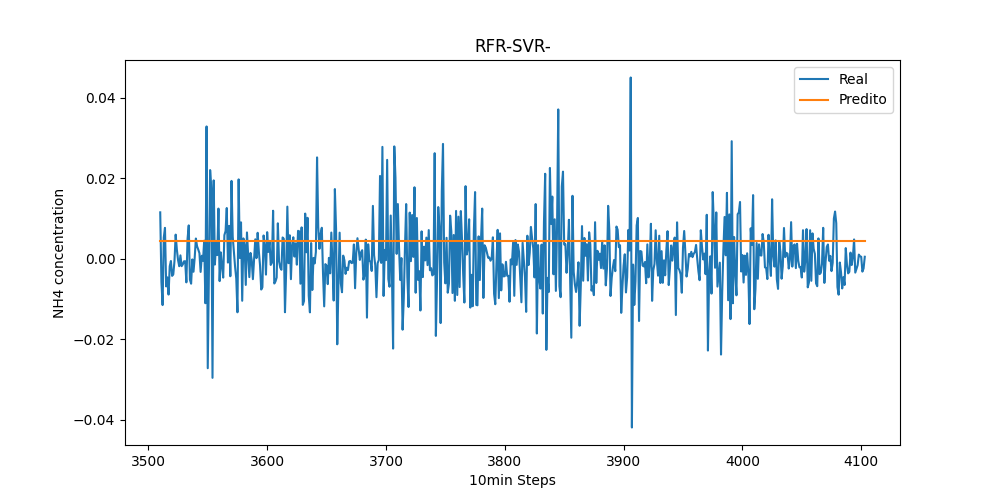 RFR-SVR-
Real
Predito
NH4 concentration
0.04
0.02
0.00
−0.02
−0.04
3500 3600 3700 3800 3900 4000 4100
10min Steps